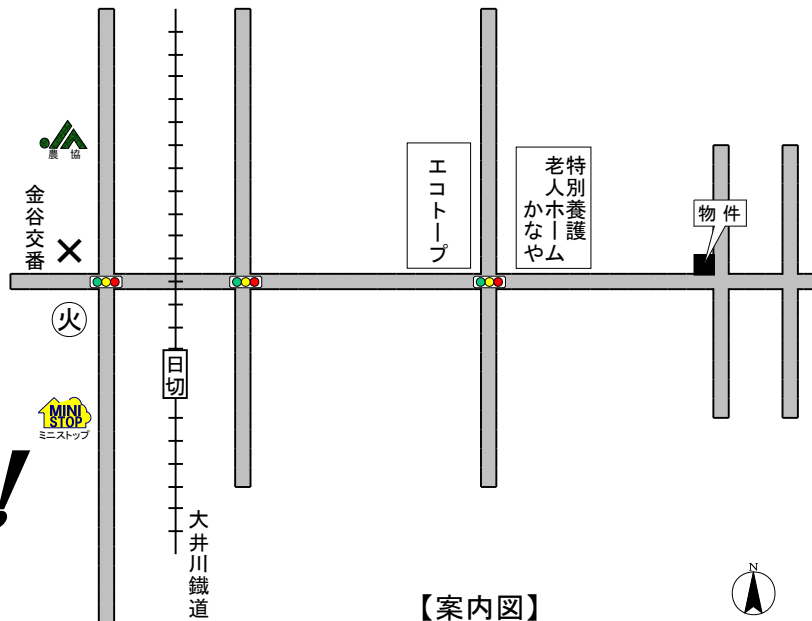 農協
金谷交番
火
MINI
STOP
ミニストップ
日切
大井川鐵道
エコトープ
特別養護
老人ホーム
かなや
物件
N
【案内図】
!